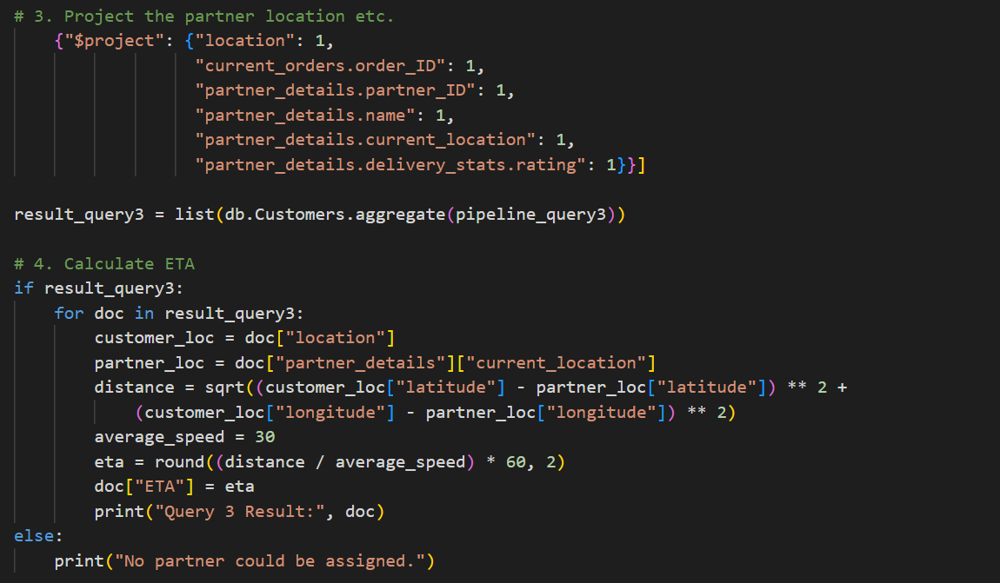 # 3. Project the partner location etc.
{"$project": {"location": 1,
"current_orders.order_ID": 1,
"partner_details.partner_ID": 1,
"partner_details.name": 1,
"partner_details.current_location": 1,
"partner_details.delivery_stats.rating": 1}}]
result_query3 = list(db.Customers.aggregate(pipeline_query3))
# 4. Calculate ETA
if result_query3:
for doc in result_query3:
customer_loc = doc["location"]
partner_loc = doc["partner_details"]["current_location"]
distance = sqrt((customer_loc["latitude"] - partner_loc["latitude"]) ** 2 +
(customer_loc["longitude"] - partner_loc["longitude"]) ** 2)
average_speed = 30
eta = round((distance / average_speed) * 60, 2)
doc["ETA"] = eta
print("Query 3 Result:", doc)
else:
print("No partner could be assigned.")